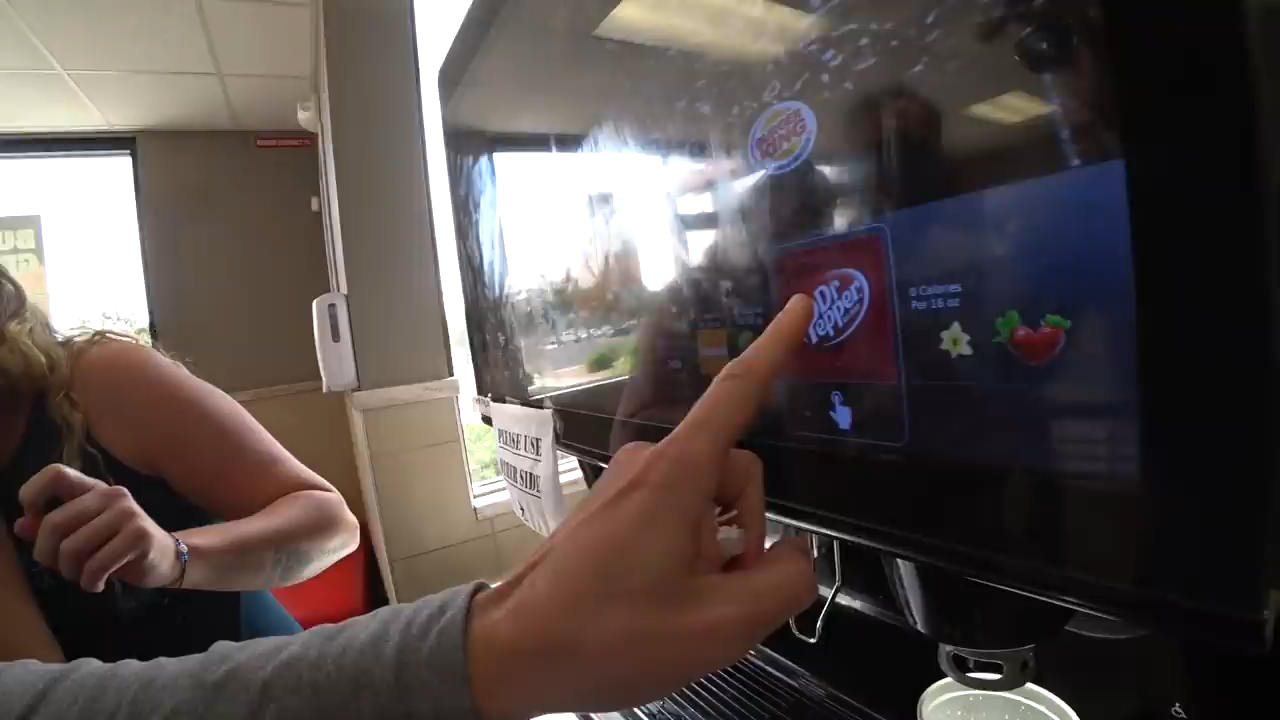 BURGER
KING
Dr
Pepper
0 Calories
Per 16 oz
PLEASE USE
OTHER SIDE